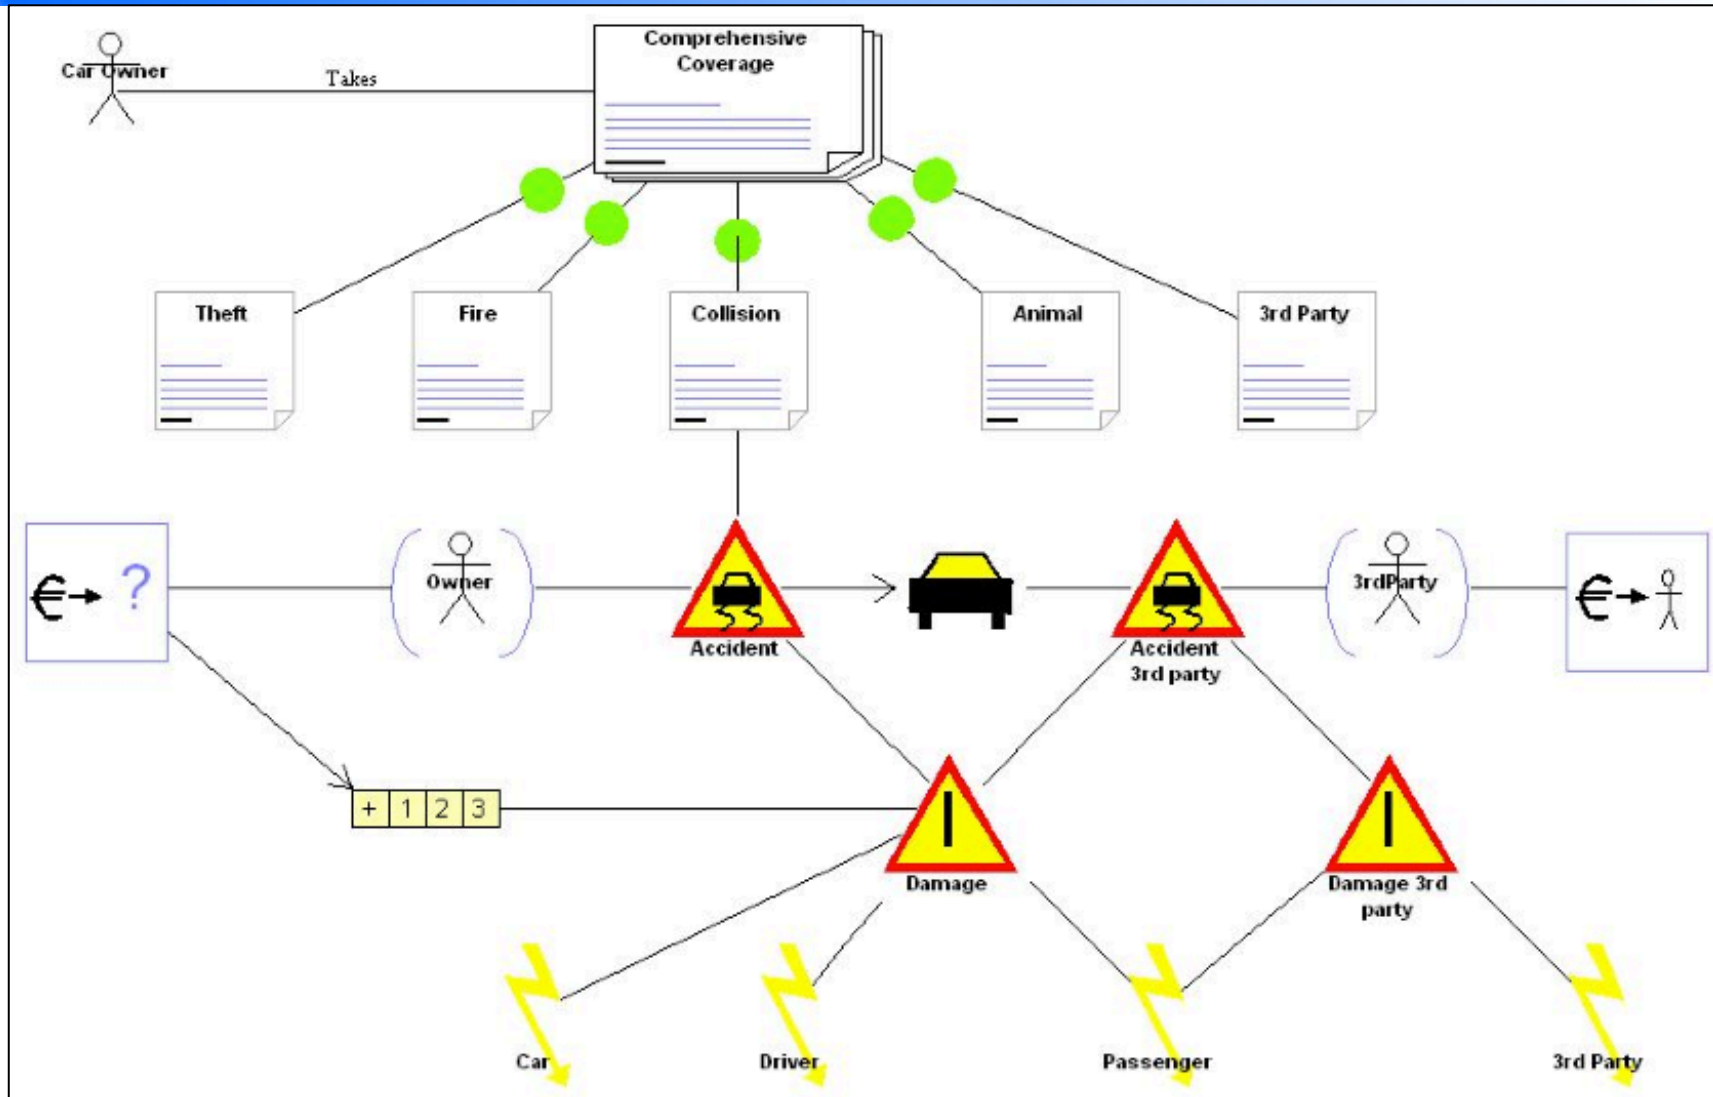 Comprehensive
Coverage
Car Owner
Takes
Theft
Fire
Collision
Animal
3rd Party
€
?
Owner
3rdParty
€
Accident
Accident
3rd party
+ 1 2 3
Damage
Damage 3rd
party
Car
Driver
Passenger
3rd Party